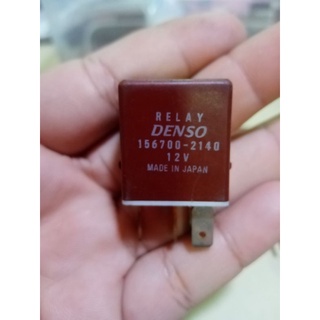 RELAY
DENSO
156700-2140
12V
MADE IN JAPAN